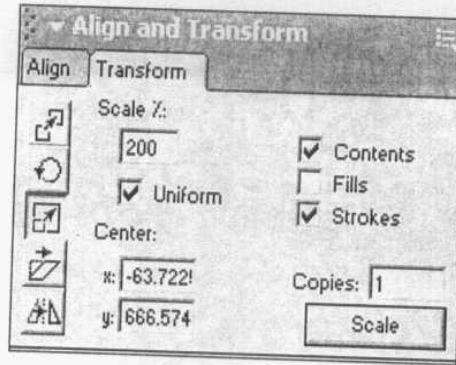 Align and Transform
Align Transform
Scale %:
200
Uniform
Contents
Fills
Strokes
Center:
x: -63.722
y: 666.574
Copies: 1
Scale